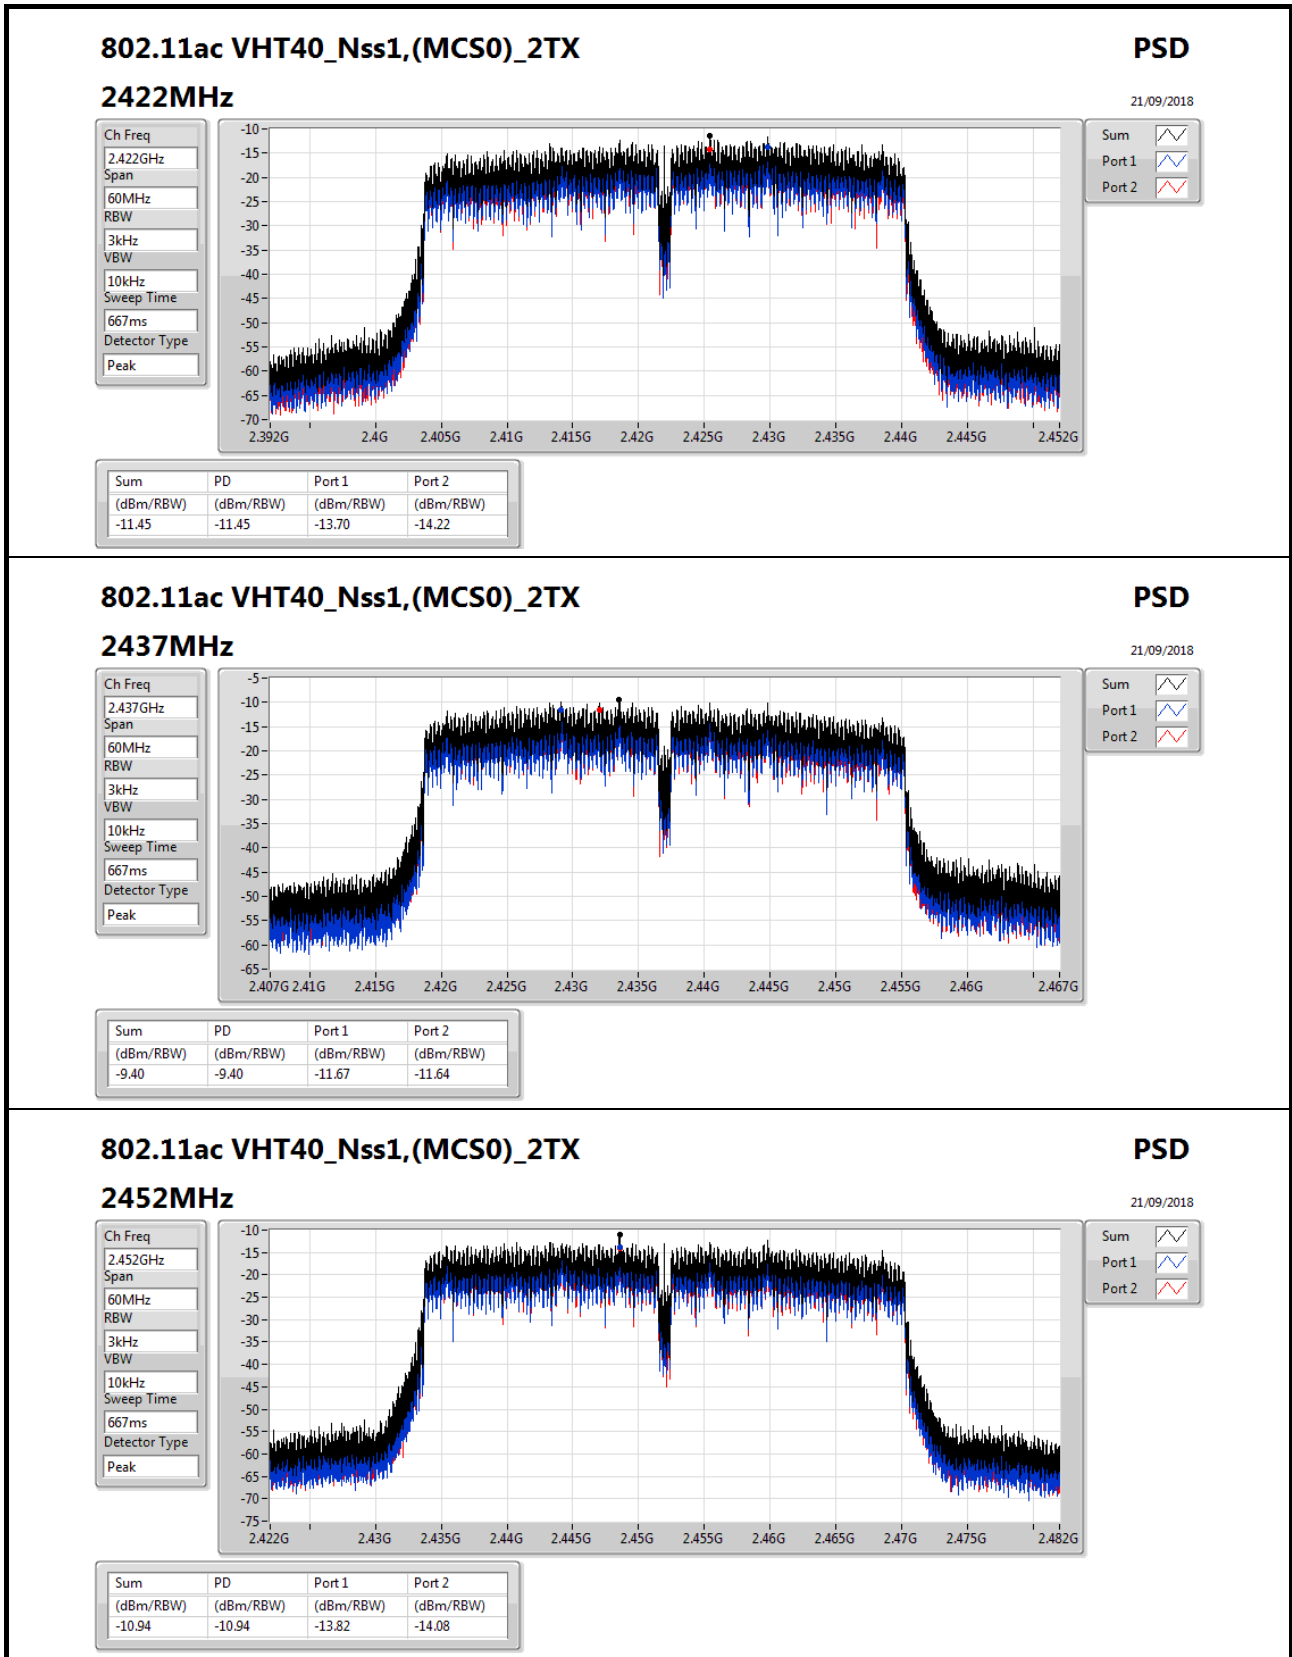 802.11ac VHT40_Nss1,(MCS0)_2TX PSD
2422MHz 21/09/2018
Ch Freq
2.422GHz
Span
60MHz
RBW
3kHz
VBW
10kHz
Sweep Time
667ms
Detector Type
Peak
-10
-15
-20
-25
-30
-35
-40
-45
-50
-55
-60
-65
-70
2.392G 2.4G 2.405G 2.41G 2.415G 2.42G 2.425G 2.43G 2.435G 2.44G 2.445G 2.452G
Sum
Port 1
Port 2
Sum PD Port 1 Port 2
(dBm/RBW) (dBm/RBW) (dBm/RBW) (dBm/RBW)
-11.45 -11.45 -13.70 -14.22
802.11ac VHT40_Nss1,(MCS0)_2TX PSD
2437MHz 21/09/2018
Ch Freq
2.437GHz
Span
60MHz
RBW
3kHz
VBW
10kHz
Sweep Time
667ms
Detector Type
Peak
-5
-10
-15
-20
-25
-30
-35
-40
-45
-50
-55
-60
-65
2.407G 2.41G 2.415G 2.42G 2.425G 2.43G 2.435G 2.44G 2.445G 2.45G 2.455G 2.46G 2.467G
Sum
Port 1
Port 2
Sum PD Port 1 Port 2
(dBm/RBW) (dBm/RBW) (dBm/RBW) (dBm/RBW)
-9.40 -9.40 -11.67 -11.64
802.11ac VHT40_Nss1,(MCS0)_2TX PSD
2452MHz 21/09/2018
Ch Freq
2.452GHz
Span
60MHz
RBW
3kHz
VBW
10kHz
Sweep Time
667ms
Detector Type
Peak
-10
-15
-20
-25
-30
-35
-40
-45
-50
-55
-60
-65
-70
-75
2.422G 2.43G 2.435G 2.44G 2.445G 2.45G 2.455G 2.46G 2.465G 2.47G 2.475G 2.482G
Sum
Port 1
Port 2
Sum PD Port 1 Port 2
(dBm/RBW) (dBm/RBW) (dBm/RBW) (dBm/RBW)
-10.94 -10.94 -13.82 -14.08